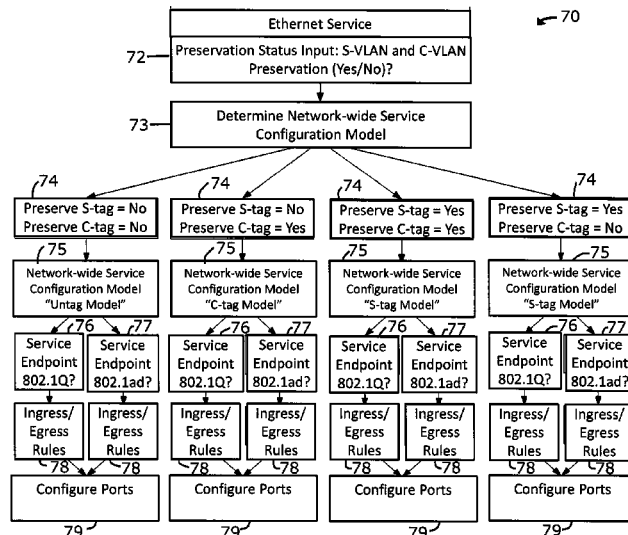 70
Ethernet Service
72
Preservation Status Input: S-VLAN and C-VLAN
Preservation (Yes/No)?
73
Determine Network-wide Service
Configuration Model
74
74
74
74
Preserve S-tag = No
Preserve C-tag = No
Preserve S-tag = No
Preserve C-tag = Yes
Preserve S-tag = Yes
Preserve C-tag = Yes
Preserve S-tag = Yes
Preserve C-tag = No
75
75
75
75
Network-wide Service
Configuration Model
"Untag Model"
Network-wide Service
Configuration Model
"C-tag Model"
Network-wide Service
Configuration Model
"S-tag Model"
Network-wide Service
Configuration Model
"S-tag Model"
76
77
76
77
76
77
76
77
Service
Endpoint
802.1Q?
Service
Endpoint
802.1ad?
Service
Endpoint
802.1Q?
Service
Endpoint
802.1ad?
Service
Endpoint
802.1Q?
Service
Endpoint
802.1ad?
Service
Endpoint
802.1Q?
Service
Endpoint
802.1ad?
Ingress/
Egress
Rules
Ingress/
Egress
Rules
Ingress/
Egress
Rules
Ingress/
Egress
Rules
Ingress/
Egress
Rules
Ingress/
Egress
Rules
Ingress/
Egress
Rules
Ingress/
Egress
Rules
78
78
78
78
78
78
78
78
Configure Ports
Configure Ports
Configure Ports
Configure Ports
79
79
79
79